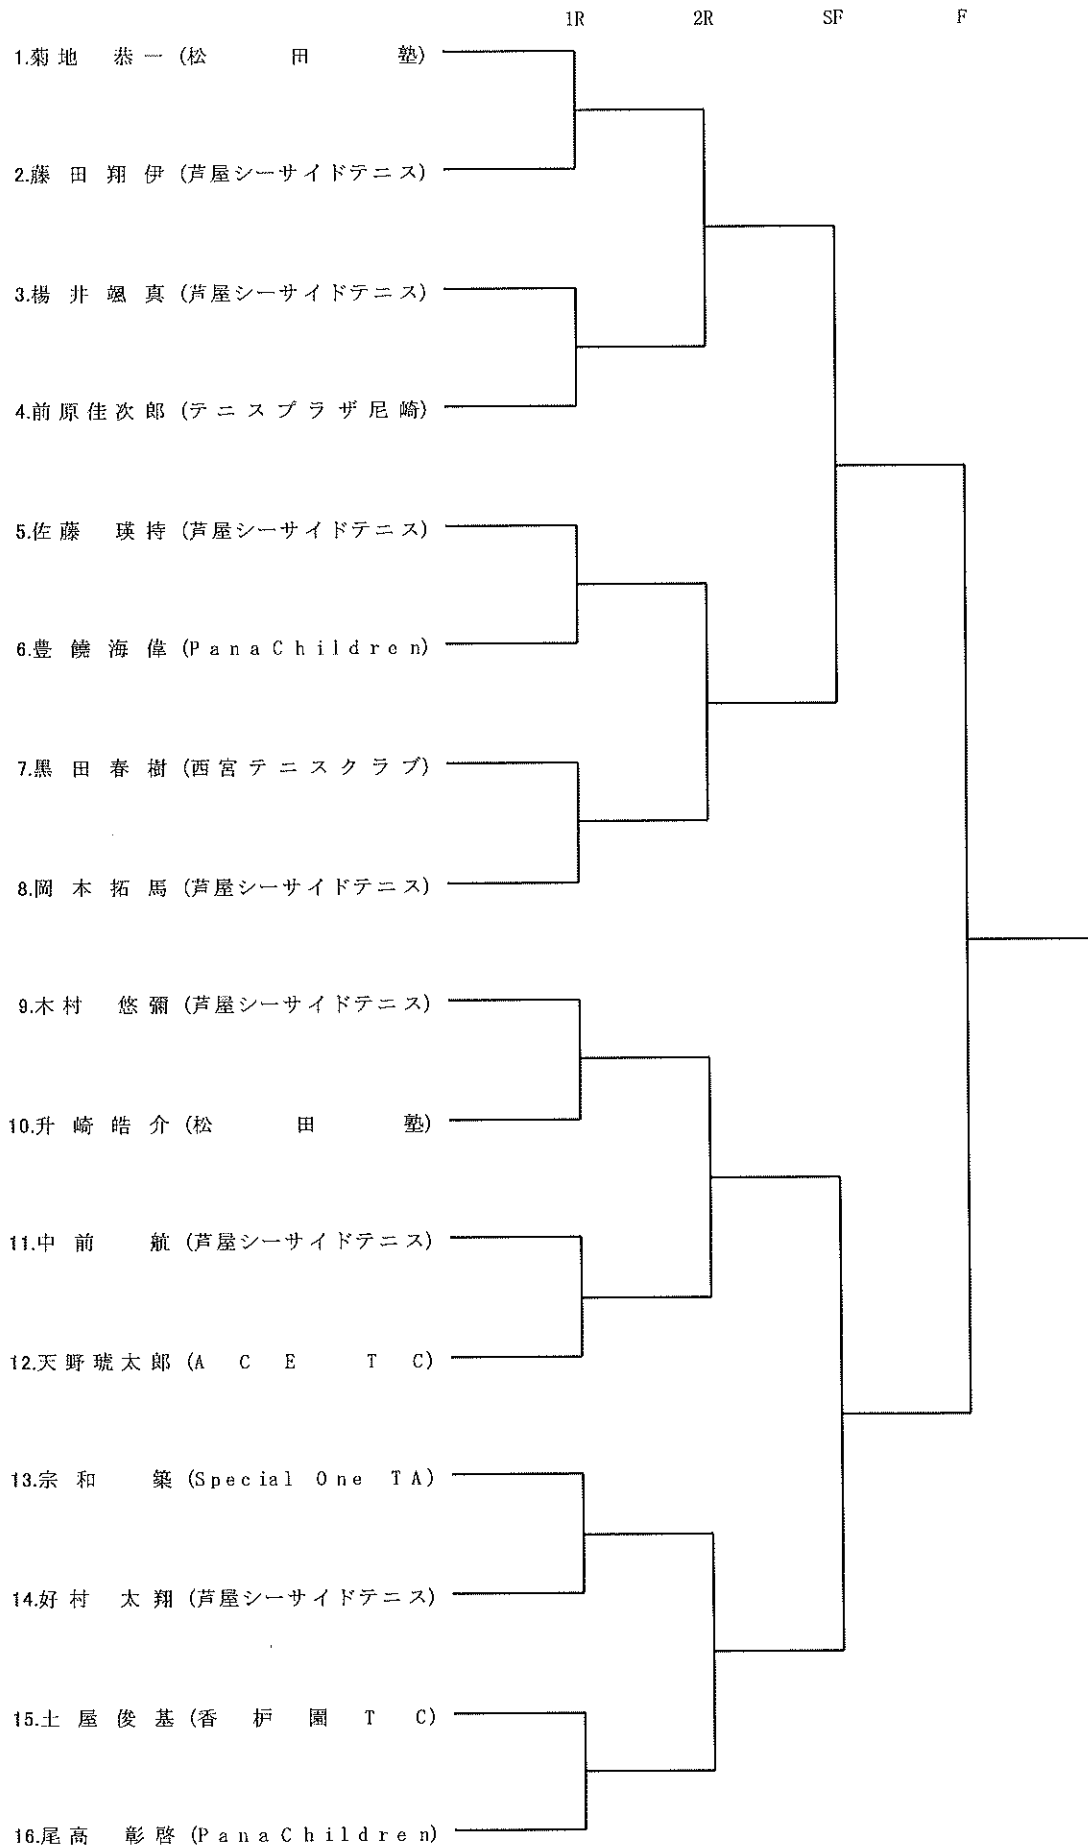 1R 2R SF F
1.菊地 恭一 (松 田 塾)
2.藤田翔伊 (芦屋シーサイドテニス)
3.楊井颯真 (芦屋シーサイドテニス)
4.前原佳次郎 (テニスプラザ尼崎)
5.佐藤 瑛持 (芦屋シーサイドテニス)
6.豊饒海偉 (PanaChildren)
7.黒田春樹 (西宮テニスクラブ)
8.岡本拓馬 (芦屋シーサイドテニス)
9.木村 悠彌 (芦屋シーサイドテニス)
10.升崎皓介 (松 田 塾)
11.中前 航 (芦屋シーサイドテニス)
12.天野琥太郎 (ACE TC)
13.宗和 築 (Special One TA)
14.好村 太翔 (芦屋シーサイドテニス)
15.土屋俊基 (香枦園TC)
16.尾高 彰啓 (PanaChildren)